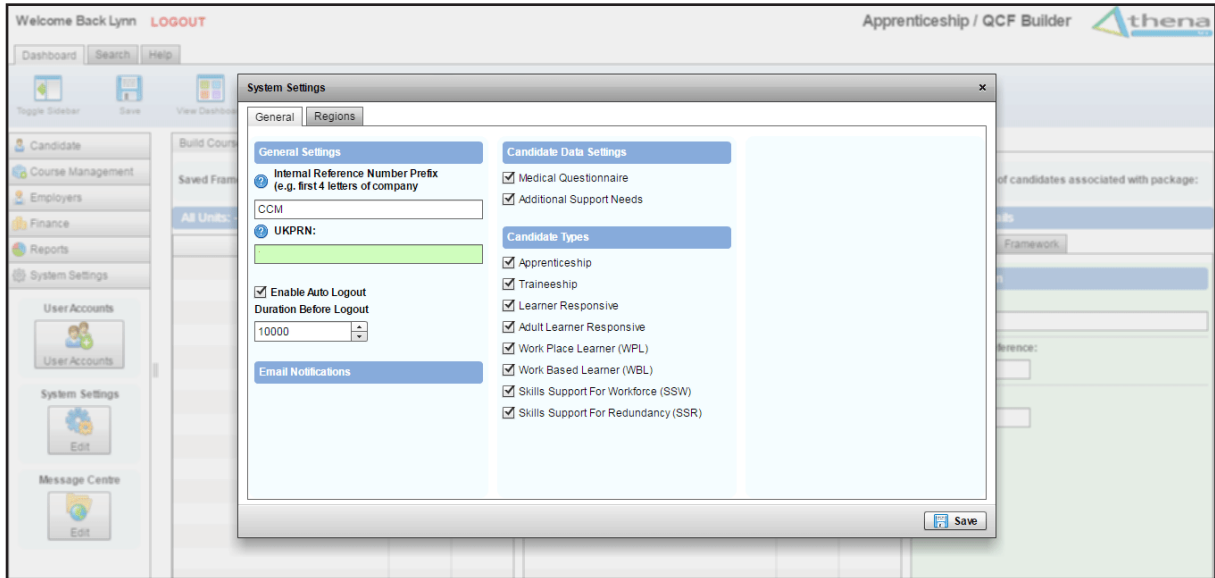 Welcome Back Lynn LOGOUT
Apprenticeship / QCF Builder
Athena
Dashboard Search Help
Toggle Sidebar Save View Dashboa
Candidate
Course Management
Employers
Finance
Reports
System Settings
User Accounts
User Accounts
System Settings
Edit
Message Centre
Edit
Build Cours
Saved Fram
All Units:
System Settings x
General Regions
General Settings
Internal Reference Number Prefix
(e.g. first 4 letters of company
CCM
UKPRN:
Enable Auto Logout
Duration Before Logout
10000
Email Notifications
Candidate Data Settings
Medical Questionnaire
Additional Support Needs
Candidate Types
Apprenticeship
Traineeship
Learner Responsive
Adult Learner Responsive
Work Place Learner (WPL)
Work Based Learner (WBL)
Skills Support For Workforce (SSW)
Skills Support For Redundancy (SSR)
Save
of candidates associated with package:
ails
Framework
n
ference: